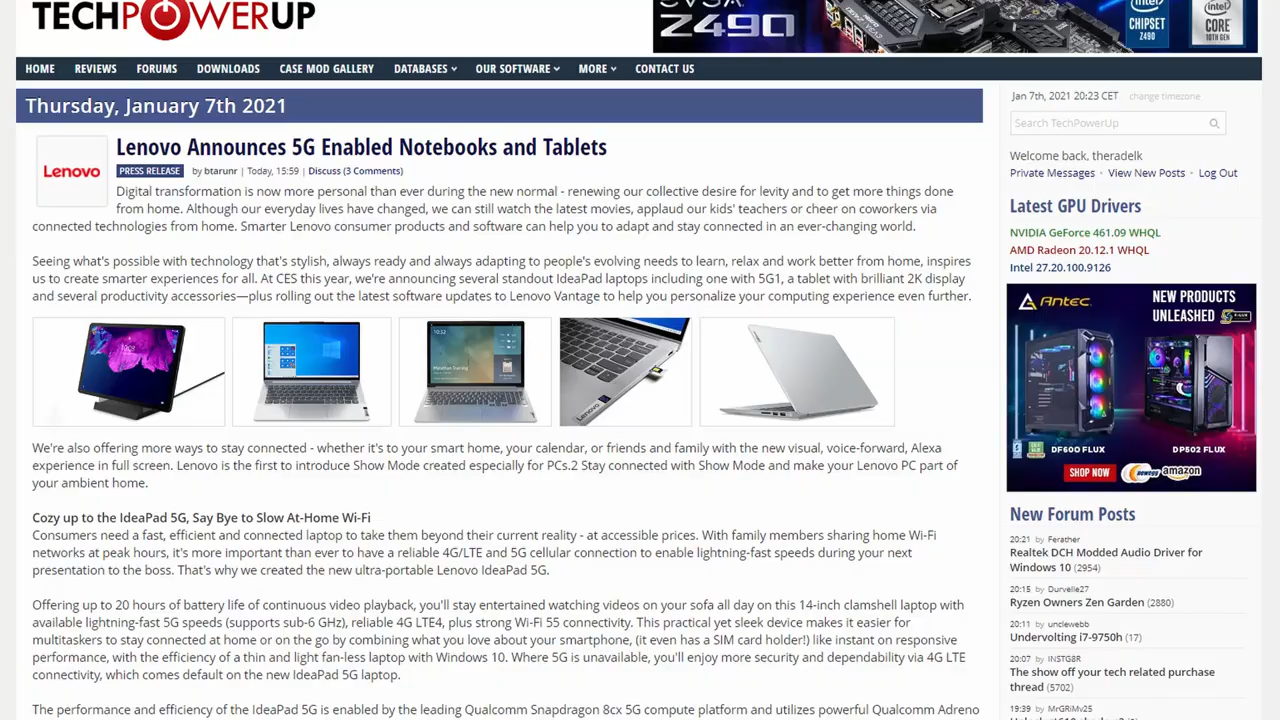 TECHPOWERUP
Z490
intel
CHIPSET
Z490
intel
CORE
10TH GEN
HOME REVIEWS FORUMS DOWNLOADS CASE MOD GALLERY DATABASES OUR SOFTWARE MORE CONTACT US
Thursday, January 7th 2021
Lenovo
Lenovo Announces 5G Enabled Notebooks and Tablets
PRESS RELEASE by btarunr | Today, 15:59 | Discuss (3 Comments)
Digital transformation is now more personal than ever during the new normal - renewing our collective desire for levity and to get more things done
from home. Although our everyday lives have changed, we can still watch the latest movies, applaud our kids' teachers or cheer on coworkers via
connected technologies from home. Smarter Lenovo consumer products and software can help you to adapt and stay connected in an ever-changing world.
Seeing what's possible with technology that's stylish, always ready and always adapting to people's evolving needs to learn, relax and work better from home, inspires
us to create smarter experiences for all. At CES this year, we're announcing several standout IdeaPad laptops including one with 5G1, a tablet with brilliant 2K display
and several productivity accessories—plus rolling out the latest software updates to Lenovo Vantage to help you personalize your computing experience even further.
We're also offering more ways to stay connected - whether it's to your smart home, your calendar, or friends and family with the new visual, voice-forward, Alexa
experience in full screen. Lenovo is the first to introduce Show Mode created especially for PCs.2 Stay connected with Show Mode and make your Lenovo PC part of
your ambient home.
Cozy up to the IdeaPad 5G, Say Bye to Slow At-Home Wi-Fi
Consumers need a fast, efficient and connected laptop to take them beyond their current reality - at accessible prices. With family members sharing home Wi-Fi
networks at peak hours, it's more important than ever to have a reliable 4G/LTE and 5G cellular connection to enable lightning-fast speeds during your next
presentation to the boss. That's why we created the new ultra-portable Lenovo IdeaPad 5G.
Offering up to 20 hours of battery life of continuous video playback, you'll stay entertained watching videos on your sofa all day on this 14-inch clamshell laptop with
available lightning-fast 5G speeds (supports sub-6 GHz), reliable 4G LTE4, plus strong Wi-Fi 55 connectivity. This practical yet sleek device makes it easier for
multitaskers to stay connected at home or on the go by combining what you love about your smartphone, (it even has a SIM card holder!) like instant on responsive
performance, with the efficiency of a thin and light fan-less laptop with Windows 10. Where 5G is unavailable, you'll enjoy more security and dependability via 4G LTE
connectivity, which comes default on the new IdeaPad 5G laptop.
The performance and efficiency of the IdeaPad 5G is enabled by the leading Qualcomm Snapdragon 8cx 5G compute platform and utilizes powerful Qualcomm Adreno
Jan 7th, 2021 20:23 CET change timezone
Search TechPowerUp
Welcome back, theradelk
Private Messages • View New Posts • Log Out
Latest GPU Drivers
NVIDIA GeForce 461.09 WHQL
AMD Radeon 20.12.1 WHQL
Intel 27.20.100.9126
Antec
NEW PRODUCTS
UNLEASHED
DF600 FLUX
DP502 FLUX
SHOP NOW
newegg
amazon
New Forum Posts
20:21 by Ferather
Realtek DCH Modded Audio Driver for
Windows 10 (2954)
20:15 by Durvelle27
Ryzen Owners Zen Garden (2880)
20:11 by unclewebb
Undervolting i7-9750h (17)
20:07 by INSTG8R
The show off your tech related purchase
thread (5702)
19:39 by MrGRiMv25